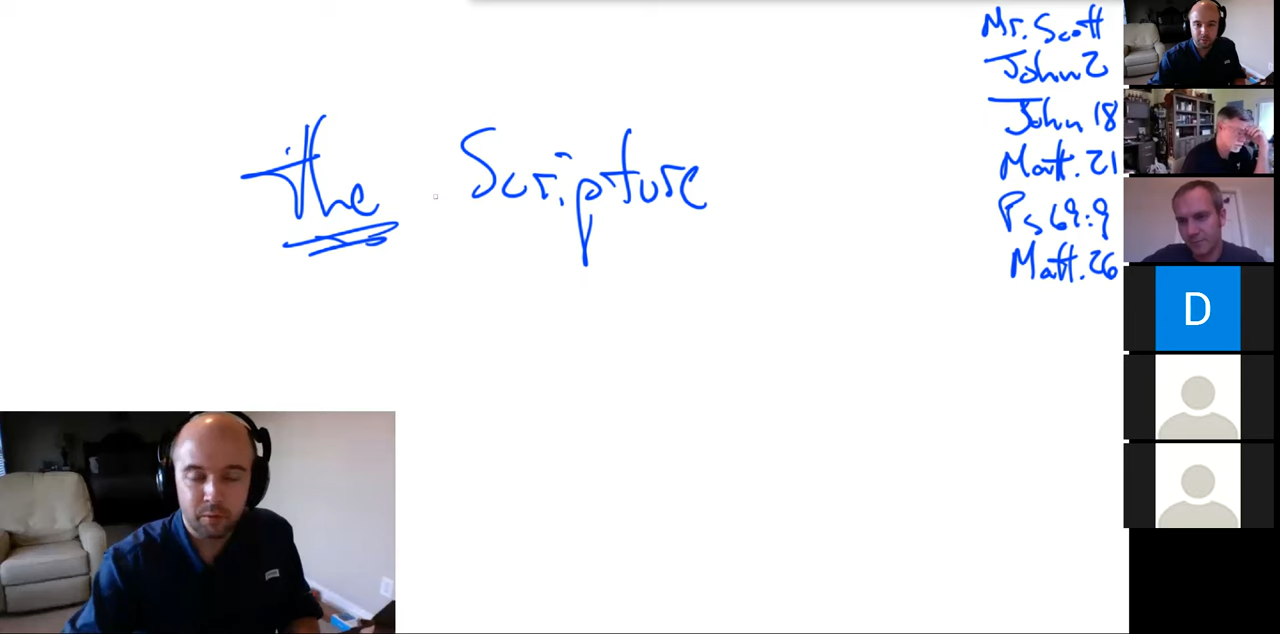 the Scripture
Mr. Scott
John 2
John 18
Matt. 21
Ps 69:9
Matt. 26
D